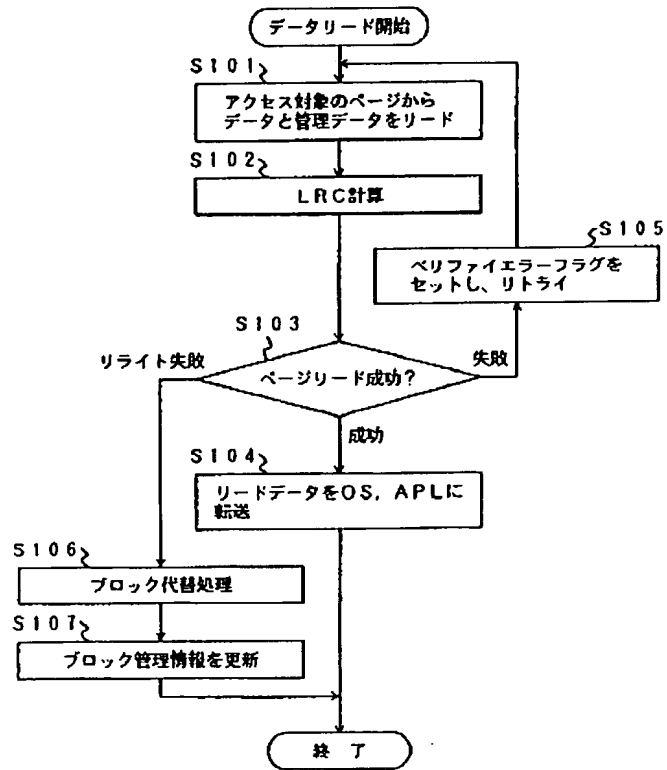 データリード開始
S101
アクセス対象のページから
データと管理データをリード
S102
LRC計算
S105
ベリファイエラーフラグを
セットし、リトライ
S103
リライト失敗
ページリード成功?
失敗
成功
S104
リードデータをOS,APLに
転送
S106
ブロック代替処理
S107
ブロック管理情報を更新
終 了